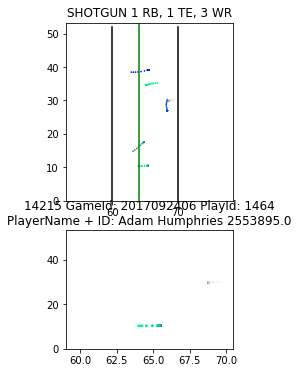 SHOTGUN 1 RB, 1 TE, 3 WR
50
40
30
20
10
0
60 70
14215 GameId: 2017092406 PlayId: 1464
PlayerName + ID: Adam Humphries 2553895.0
40
20
0
60.0 62.5 65.0 67.5 70.0